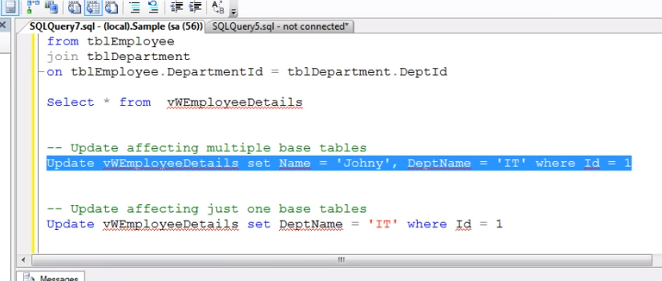 SQLQuery7.sql - (local).Sample (sa (56)) SQLQuery5.sql - not connected*
from tblEmployee
join tblDepartment
on tblEmployee.DepartmentId = tblDepartment.DeptId
Select * from vWEmployeeDetails
-- Update affecting multiple base tables
Update vWEmployeeDetails set Name = 'Johny', DeptName = 'IT' where Id = 1
-- Update affecting just one base tables
Update vWEmployeeDetails set DeptName = 'IT' where Id = 1
Messages